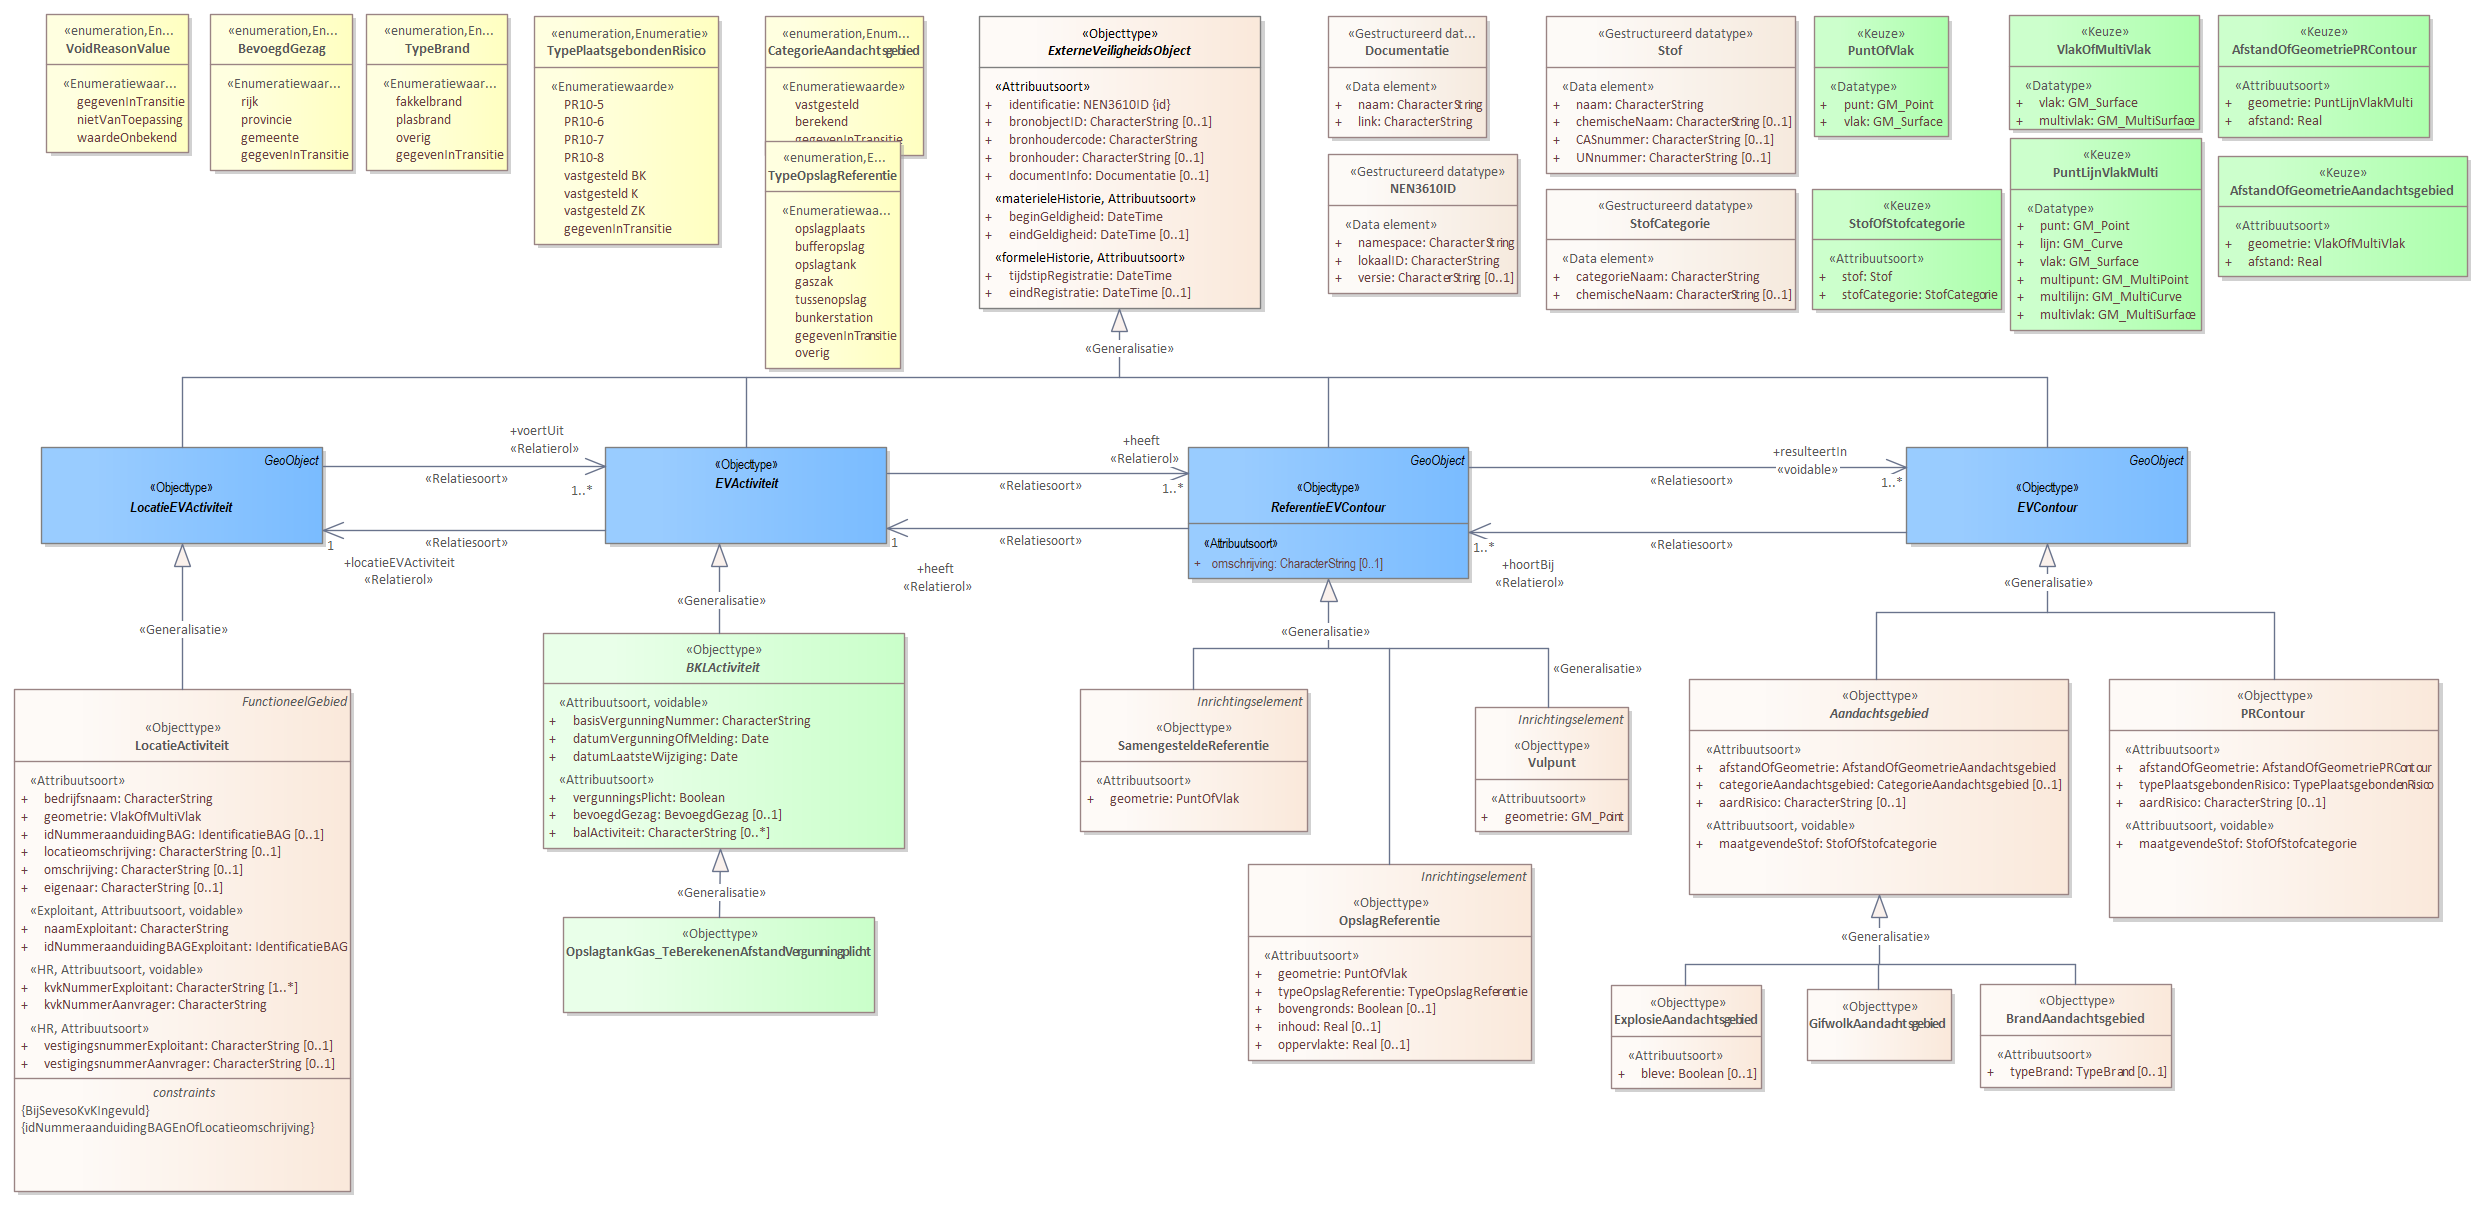 «enumeration,En...
VoidReasonValue
«Enumeratiewaar...
gegevenInTransitie
nietVanToepassing
waardeOnbekend
«enumeration,En...
BevoegdGezag
«Enumeratiewaar...
rijk
provincie
gemeente
gegevenInTransitie
«enumeration,En...
TypeBrand
«Enumeratiewaar...
fakkelbrand
plasbrand
overig
gegevenInTransitie
«enumeration,Enumeratie»
TypePlaatsgebondenRisico
«Enumeratiewaarde»
PR10-5
PR10-6
PR10-7
PR10-8
vastgesteld BK
vastgesteld K
vastgesteld ZK
gegevenInTransitie
«enumeration,Enum...
CategorieAandachtsgebied
«Enumeratiewaarde»
vastgesteld
berekend
gegevenInTransitie
«enumeration,E...
TypeOpslagReferentie
«Enumeratiewaa...
opslagplaats
bufferopslag
opslagtank
gaszak
tussenopslag
bunkerstation
gegevenInTransitie
overig
«Objecttype»
ExterneVeiligheidsObject
«Attribuutsoort»
+ identificatie: NEN3610ID {id}
+ bronobjectID: CharacterString [0..1]
+ bronhoudercode: CharacterString
+ bronhouder: CharacterString [0..1]
+ documentInfo: Documentatie [0..1]
«materieleHistorie, Attribuutsoort»
+ beginGeldigheid: DateTime
+ eindGeldigheid: DateTime [0..1]
«formeleHistorie, Attribuutsoort»
+ tijdstipRegistratie: DateTime
+ eindRegistratie: DateTime [0..1]
«Gestructureerd dat...
Documentatie
«Data element»
+ naam: CharacterString
+ link: CharacterString
«Gestructureerd datatype»
NEN3610ID
«Data element»
+ namespace: CharacterString
+ lokaalID: CharacterString
+ versie: CharacterString [0..1]
«Gestructureerd datatype»
Stof
«Data element»
+ naam: CharacterString
+ chemischeNaam: CharacterString [0..1]
+ CASnummer: CharacterString [0..1]
+ UNnummer: CharacterString [0..1]
«Gestructureerd datatype»
StofCategorie
«Data element»
+ categorieNaam: CharacterString
+ chemischeNaam: CharacterString [0..1]
«Keuze»
PuntOfVlak
«Datatype»
+ punt: GM_Point
+ vlak: GM_Surface
«Keuze»
StofOfStofcategorie
«Attribuutsoort»
+ stof: Stof
+ stofCategorie: StofCategorie
«Keuze»
VlakOfMultiVlak
«Datatype»
+ vlak: GM_Surface
+ multivlak: GM_MultiSurface
«Keuze»
PuntLijnVlakMulti
«Datatype»
+ punt: GM_Point
+ lijn: GM_Curve
+ vlak: GM_Surface
+ multipunt: GM_MultiPoint
+ multilijn: GM_MultiCurve
+ multivlak: GM_MultiSurface
«Keuze»
AfstandOfGeometriePRContour
«Attribuutsoort»
+ geometrie: PuntLijnVlakMulti
+ afstand: Real
«Keuze»
AfstandOfGeometrieAandachtsgebied
«Attribuutsoort»
+ geometrie: VlakOfMultiVlak
+ afstand: Real
«Generalisatie»
GeoObject
«Objecttype»
LocatieEVActiviteit
+voertUit
«Relatierol»
«Relatiesoort»
1..*
«Relatiesoort»
1
+locatieEVActiviteit
«Relatierol»
«Objecttype»
EVActiviteit
+heeft
«Relatierol»
«Relatiesoort»
1..*
«Relatiesoort»
1
+heeft
«Relatierol»
GeoObject
«Objecttype»
ReferentieEVContour
«Attribuutsoort»
+ omschrijving: CharacterString [0..1]
+resulteertIn
«voidable»
«Relatiesoort»
1..*
«Relatiesoort»
1..*
+hoortBij
«Relatierol»
GeoObject
«Objecttype»
EVContour
«Generalisatie»
«Generalisatie»
«Generalisatie»
«Generalisatie»
«Generalisatie»
FunctioneelGebied
«Objecttype»
LocatieActiviteit
«Attribuutsoort»
+ bedrijfsnaam: CharacterString
+ geometrie: VlakOfMultiVlak
+ idNummeraanduidingBAG: IdentificatieBAG [0..1]
+ locatieomschrijving: CharacterString [0..1]
+ omschrijving: CharacterString [0..1]
+ eigenaar: CharacterString [0..1]
«Exploitant, Attribuutsoort, voidable»
+ naamExploitant: CharacterString
+ idNummeraanduidingBAGExploitant: IdentificatieBAG
«HR, Attribuutsoort, voidable»
+ kvkNummerExploitant: CharacterString [1..*]
+ kvkNummerAanvrager: CharacterString
«HR, Attribuutsoort»
+ vestigingsnummerExploitant: CharacterString [0..1]
+ vestigingsnummerAanvrager: CharacterString [0..1]
constraints
{BijSevesoKvKIngevuld}
{idNummeraanduidingBAGEnOfLocatieomschrijving}
«Objecttype»
BKLActiviteit
«Attribuutsoort, voidable»
+ basisVergunningNummer: CharacterString
+ datumVergunningOfMelding: Date
+ datumLaatsteWijziging: Date
«Attribuutsoort»
+ vergunningsPlicht: Boolean
+ bevoegdGezag: BevoegdGezag [0..1]
+ balActiviteit: CharacterString [0..*]
«Generalisatie»
«Objecttype»
OpslagtankGas_TeBerekenenAfstandVergunningplicht
Inrichtingselement
«Objecttype»
SamengesteldeReferentie
«Attribuutsoort»
+ geometrie: PuntOfVlak
Inrichtingselement
«Objecttype»
Vulpunt
«Attribuutsoort»
+ geometrie: GM_Point
Inrichtingselement
«Objecttype»
OpslagReferentie
«Attribuutsoort»
+ geometrie: PuntOfVlak
+ typeOpslagReferentie: TypeOpslagReferentie
+ bovengronds: Boolean [0..1]
+ inhoud: Real [0..1]
+ oppervlakte: Real [0..1]
«Objecttype»
Aandachtsgebied
«Attribuutsoort»
+ afstandOfGeometrie: AfstandOfGeometrieAandachtsgebied
+ categorieAandachtsgebied: CategorieAandachtsgebied [0..1]
+ aardRisico: CharacterString [0..1]
«Attribuutsoort, voidable»
+ maatgevendeStof: StofOfStofcategorie
«Objecttype»
PRContour
«Attribuutsoort»
+ afstandOfGeometrie: AfstandOfGeometriePRContour
+ typePlaatsgebondenRisico: TypePlaatsgebondenRisico
+ aardRisico: CharacterString [0..1]
«Attribuutsoort, voidable»
+ maatgevendeStof: StofOfStofcategorie
«Generalisatie»
«Objecttype»
ExplosieAandachtsgebied
«Attribuutsoort»
+ bleve: Boolean [0..1]
«Objecttype»
GifwolkAandachtsgebied
«Objecttype»
BrandAandachtsgebied
«Attribuutsoort»
+ typeBrand: TypeBrand [0..1]